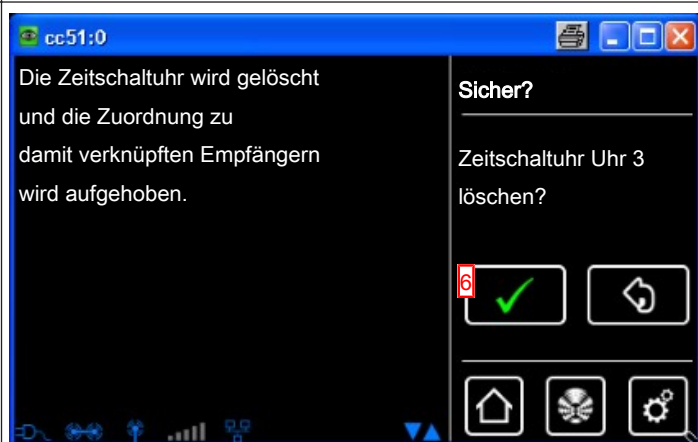 cc51:0
Die Zeitschaltuhr wird gelöscht
und die Zuordnung zu
damit verknüpften Empfängern
wird aufgehoben.
Sicher?
Zeitschaltuhr Uhr 3
löschen?
6